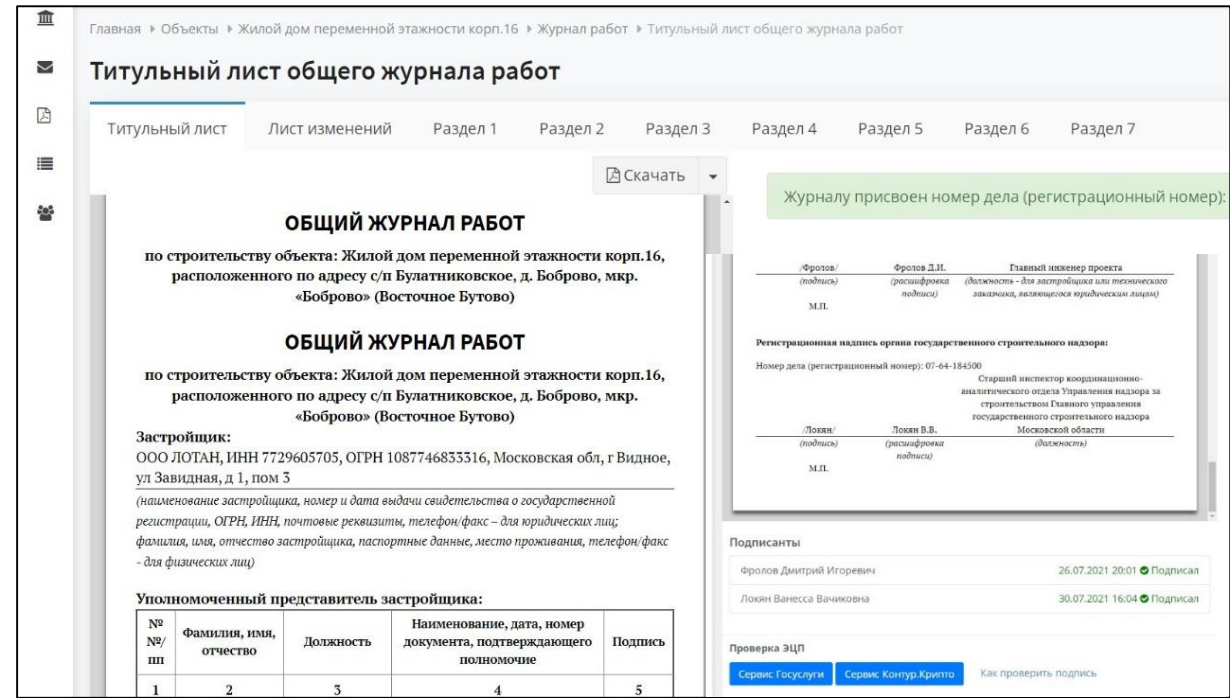 Главная Объекты Жилой дом переменной этажности корп.16 Журнал работ Титульный лист общего журнала работ
Титульный лист общего журнала работ
Титульный лист Лист изменений Раздел 1 Раздел 2 Раздел 3 Раздел 4 Раздел 5 Раздел 6 Раздел 7
Скачать
ОБЩИЙ ЖУРНАЛ РАБОТ
по строительству объекта: Жилой дом переменной этажности корп.16,
расположенного по адресу с/п Булатниковское, д. Боброво, мкр.
«Боброво» (Восточное Бутово)
ОБЩИЙ ЖУРНАЛ РАБОТ
по строительству объекта: Жилой дом переменной этажности корп.16,
расположенного по адресу с/п Булатниковское, д. Боброво, мкр.
«Боброво» (Восточное Бутово)
Застройщик:
ООО ЛОТАН, ИНН 7729605705, ОГРН 1087746833316, Московская обл, г Видное,
ул Завидная, д 1, пом 3
(наименование застройщика, номер и дата выдачи свидетельства о государственной
регистрации, ОГРН, ИНН, почтовые реквизиты, телефон/факс – для юридических лиц;
фамилия, имя, отчество застройщика, паспортные данные, место проживания, телефон/факс
- для физических лиц)
Уполномоченный представитель застройщика:
№ №/ пп Фамилия, имя, отчество Должность Наименование, дата, номер документа, подтверждающего полномочие Подпись
1 2 3 4 5
Журналу присвоен номер дела (регистрационный номер):
/Фролов/ Фролов Д.И. Главный инженер проекта
(подпись) (расшифровка подписи) (должность - для застройщика или технического заказчика, являющегося юридическим лицом)
М.П.
Регистрационная надпись органа государственного строительного надзора:
Номер дела (регистрационный номер): 07-64-184500
Старший инспектор координационно-
аналитического отдела Управления надзора за
строительством Главного управления
государственного строительного надзора
/Локян/ Локян В.В. Московской области
(подпись) (расшифровка подписи) (должность)
М.П.
Подписанты
Фролов Дмитрий Игоревич 26.07.2021 20:01 Подписал
Локян Ванесса Вачиковна 30.07.2021 16:04 Подписал
Проверка ЭЦП
Сервис Госуслуги Сервис Контур.Крипто Как проверить подпись